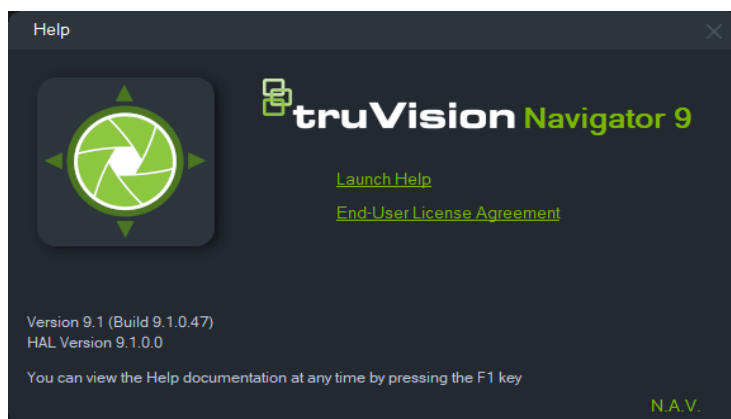 Help
truVision Navigator 9
Launch Help
End-User License Agreement
Version 9.1 (Build 9.1.0.47)
HAL Version 9.1.0.0
You can view the Help documentation at any time by pressing the F1 key
N.A.V.